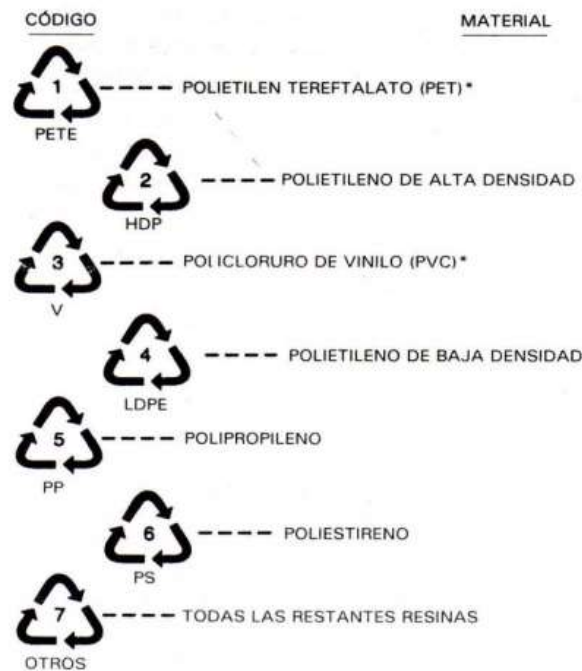 CÓDIGO MATERIAL
1 POLIETILEN TEREFTALATO (PET)*
PETE
2 POLIETILENO DE ALTA DENSIDAD
HDP
3 POLICLORURO DE VINILO (PVC)*
V
4 POLIETILENO DE BAJA DENSIDAD
LDPE
5 POLIPROPILENO
PP
6 POLIESTIRENO
PS
7 TODAS LAS RESTANTES RESINAS
OTROS